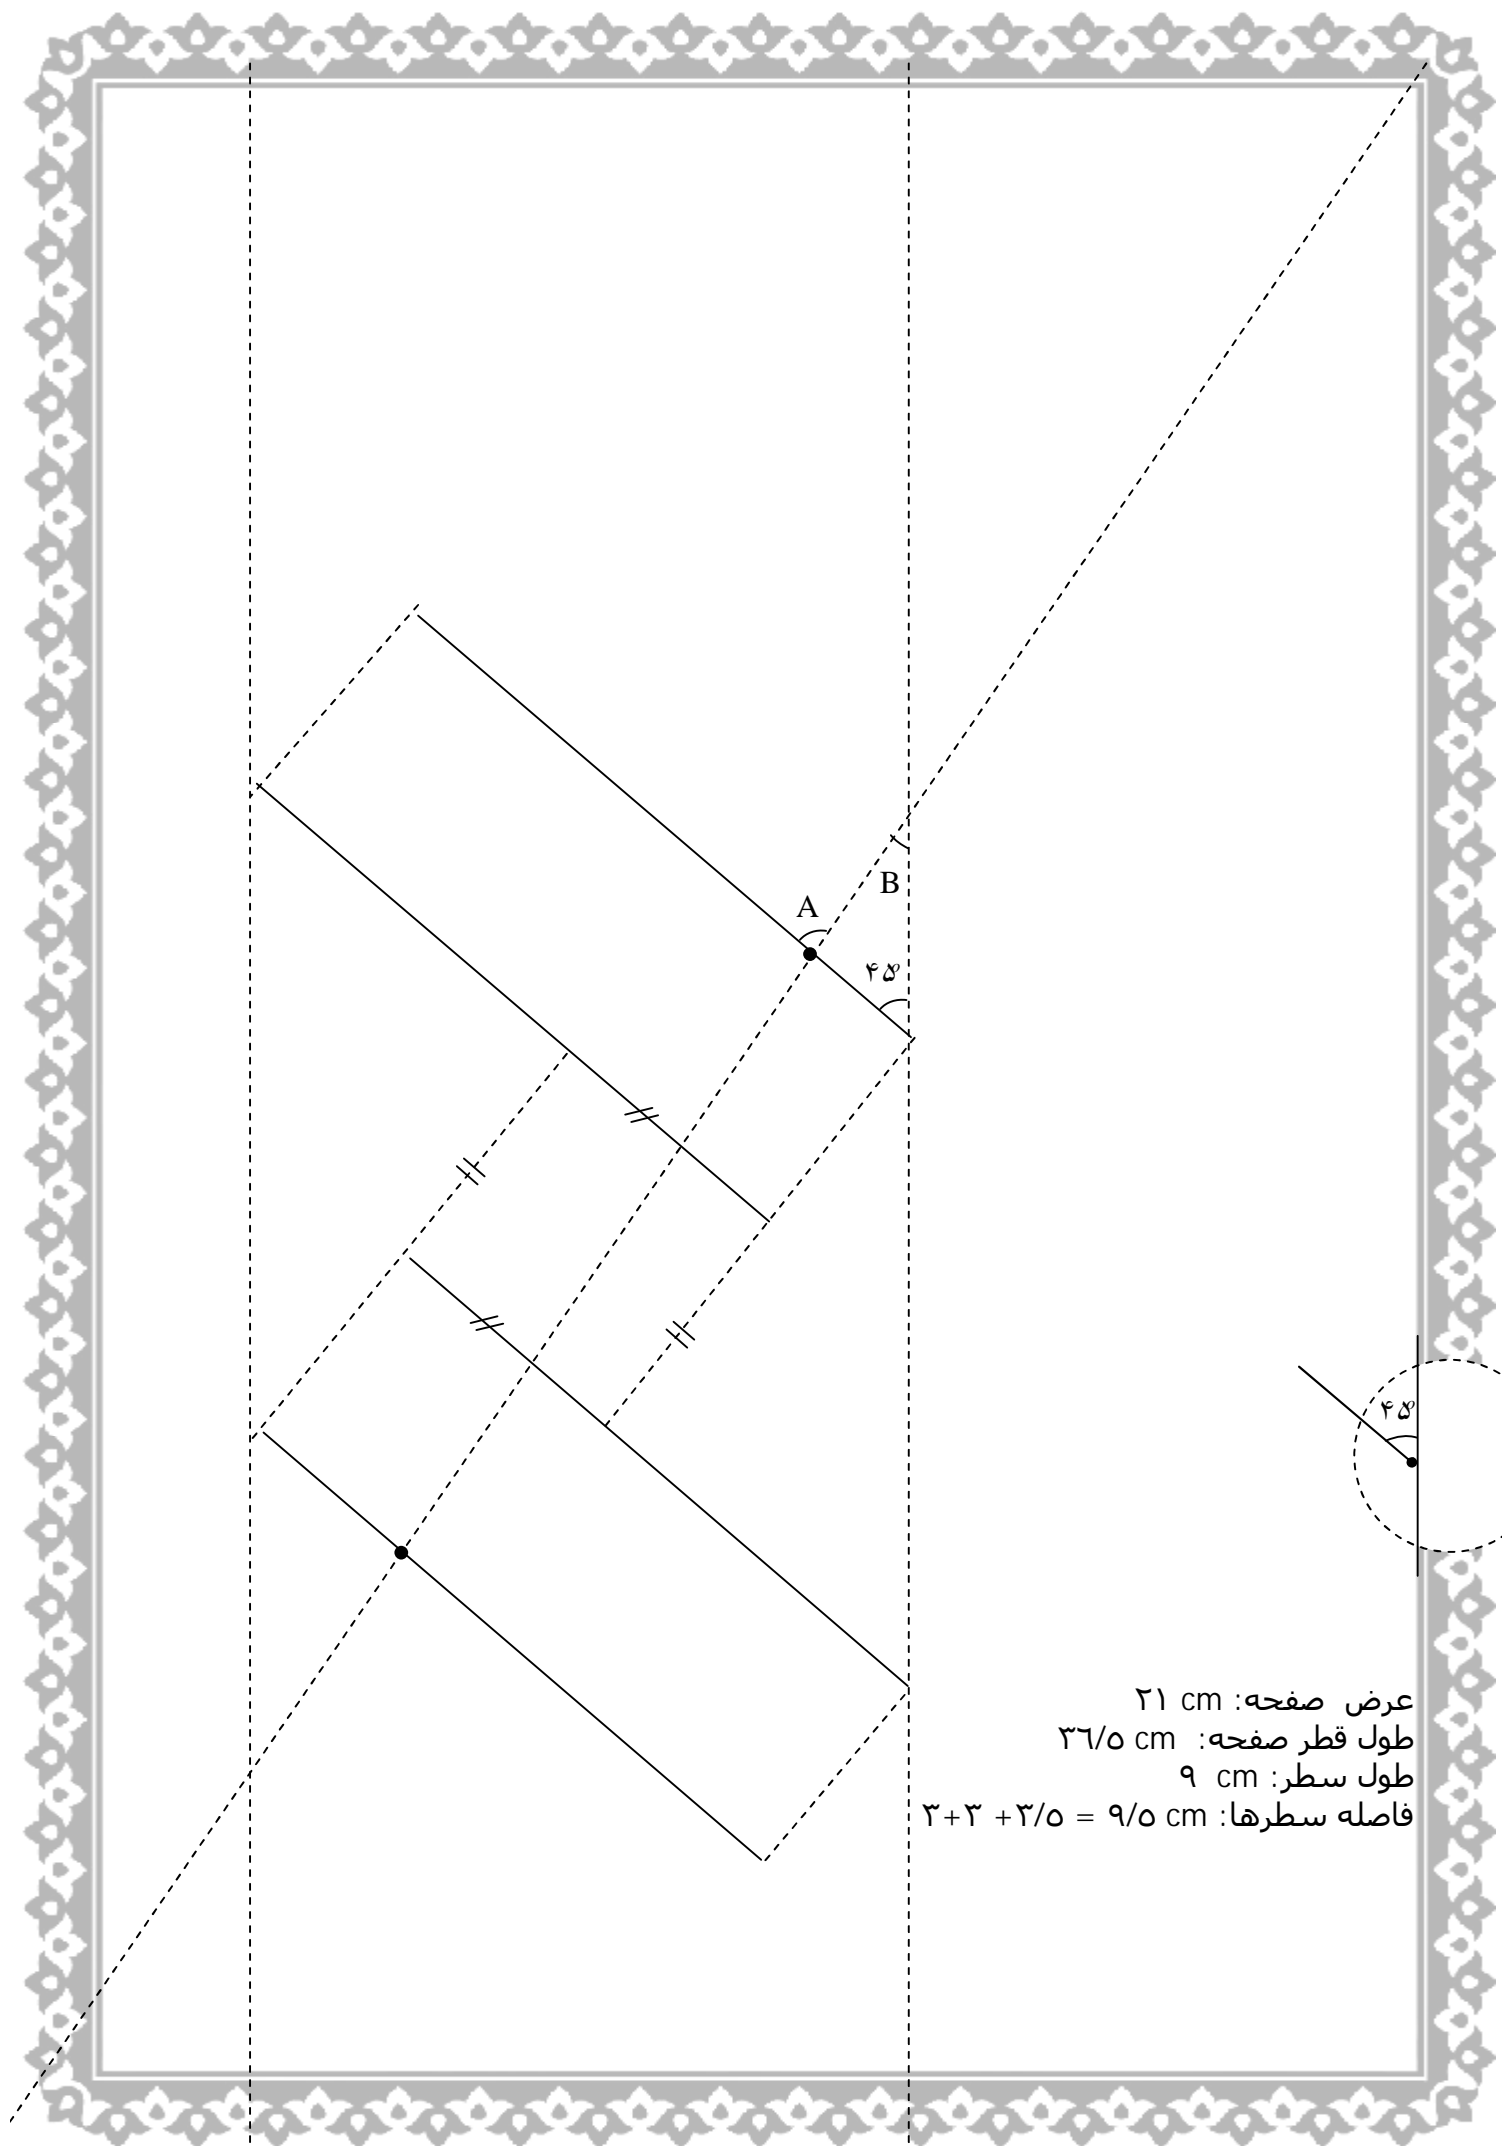 B
A
۴۵°
۴۵°
عرض صفحه: ۲۱ cm
طول قطر صفحه: ۳٦/۵ cm
طول سطر: ۹ cm
فاصله سطرها: ۳+۳ +۳/۵ = ۹/۵ cm